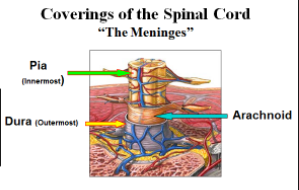 Coverings of the Spinal Cord
“The Meninges”
Pia
(Innermost)
Dura (Outermost)
Arachnoid